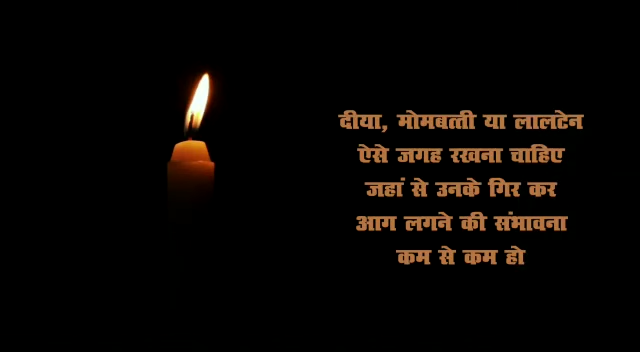 दीया, मोमबत्ती या लालटेन
ऐसे जगह रखना चाहिए
जहां से उनके गिर कर
आग लगने की संभावना
कम से कम हो